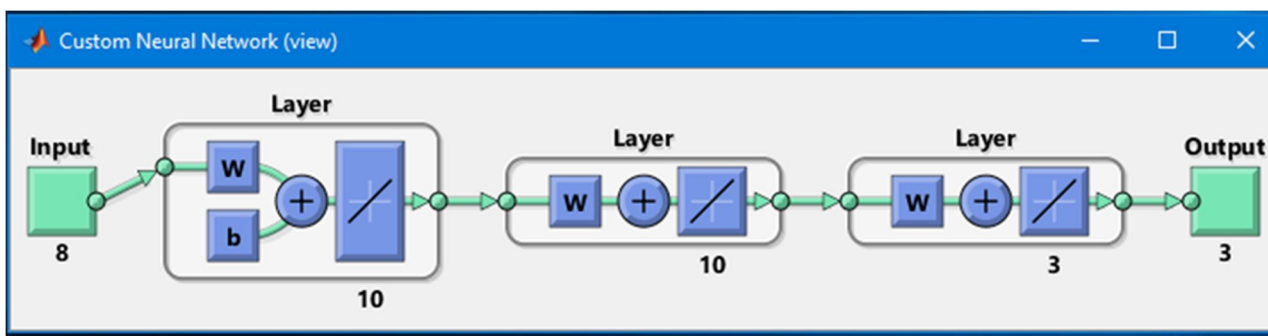 Custom Neural Network (view)
Layer
Input
W
b
+
8
10
Layer
W
+
10
Layer
W
+
3
Output
3